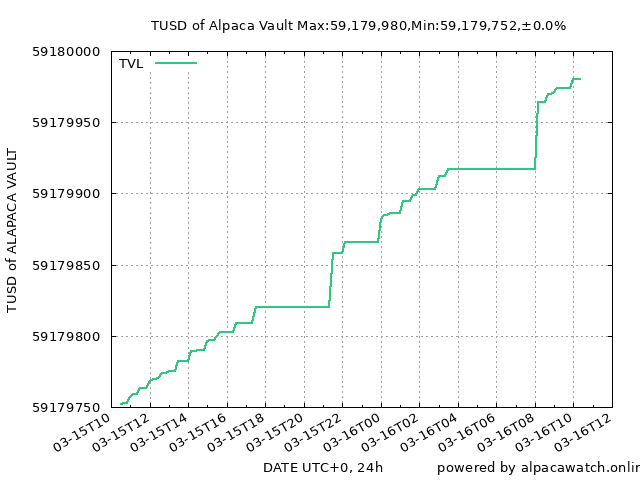 TUSD of Alpaca Vault Max:59,179,980,Min:59,179,752,±0.0%
TVL
59180000
59179950
59179900
59179850
59179800
59179750
TUSD of ALAPACA VAULT
03-15T10
03-15T12
03-15T14
03-15T16
03-15T18
03-15T20
03-15T22
03-16T00
03-16T02
03-16T04
03-16T06
03-16T08
03-16T10
03-16T12
DATE UTC+0, 24h
powered by alpacawatch.onlin